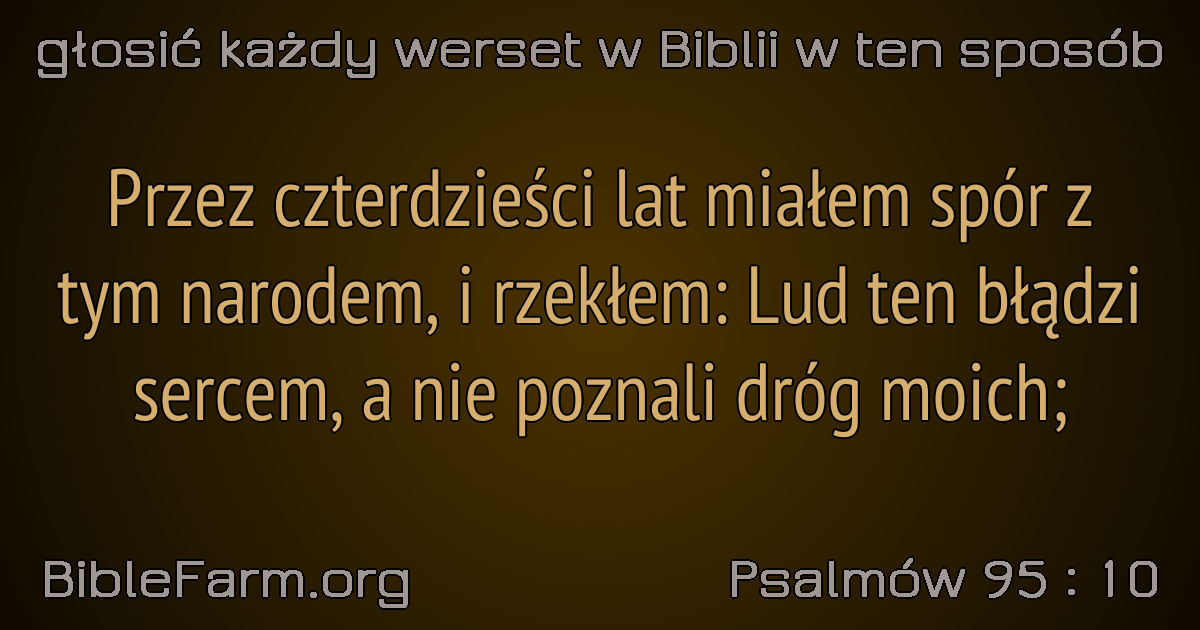 głosić każdy werset w Biblii w ten sposób
Przez czterdzieści lat miałem spór z
tym narodem, i rzekłem: Lud ten błądzi
sercem, a nie poznali dróg moich;
BibleFarm.org
Psalmów 95 : 10